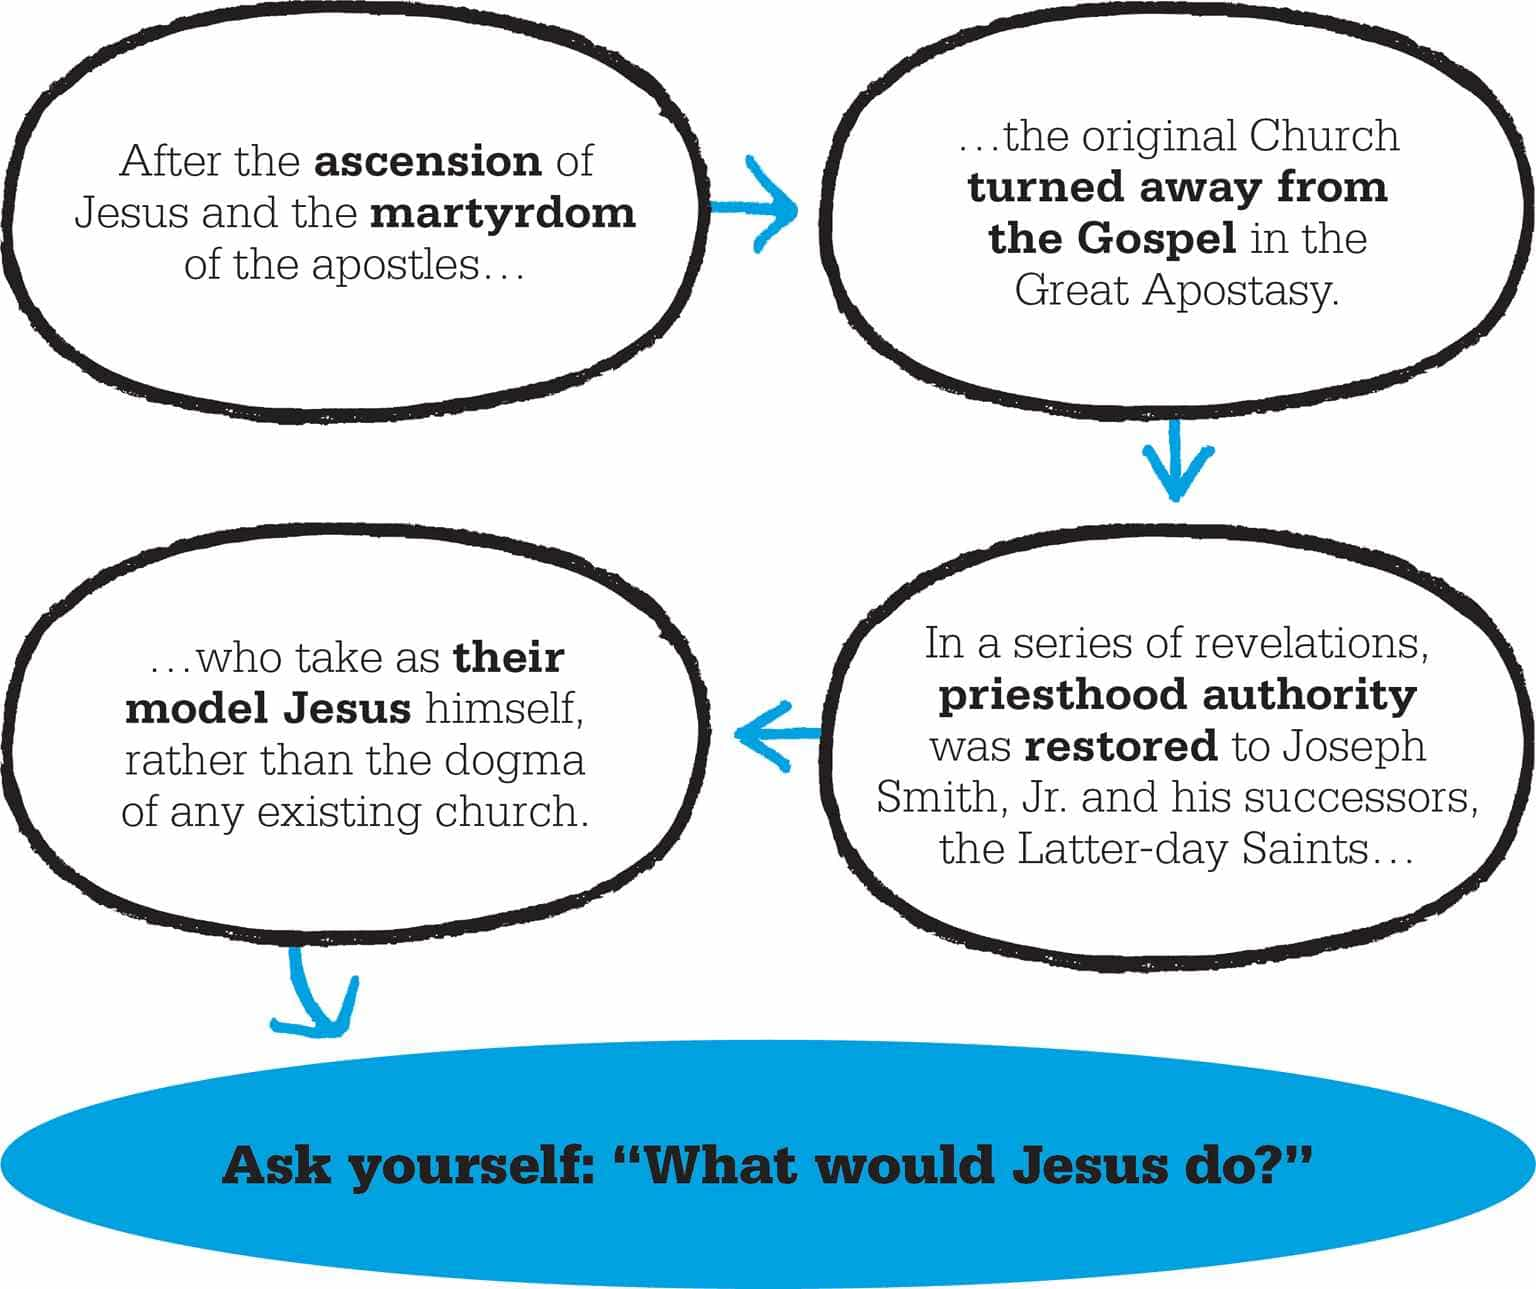 After the ascension of
Jesus and the martyrdom
of the apostles…
…the original Church
turned away from
the Gospel in the
Great Apostasy.
In a series of revelations,
priesthood authority
was restored to Joseph
Smith, Jr. and his successors,
the Latter-day Saints…
…who take as their
model Jesus himself,
rather than the dogma
of any existing church.
Ask yourself: “What would Jesus do?”